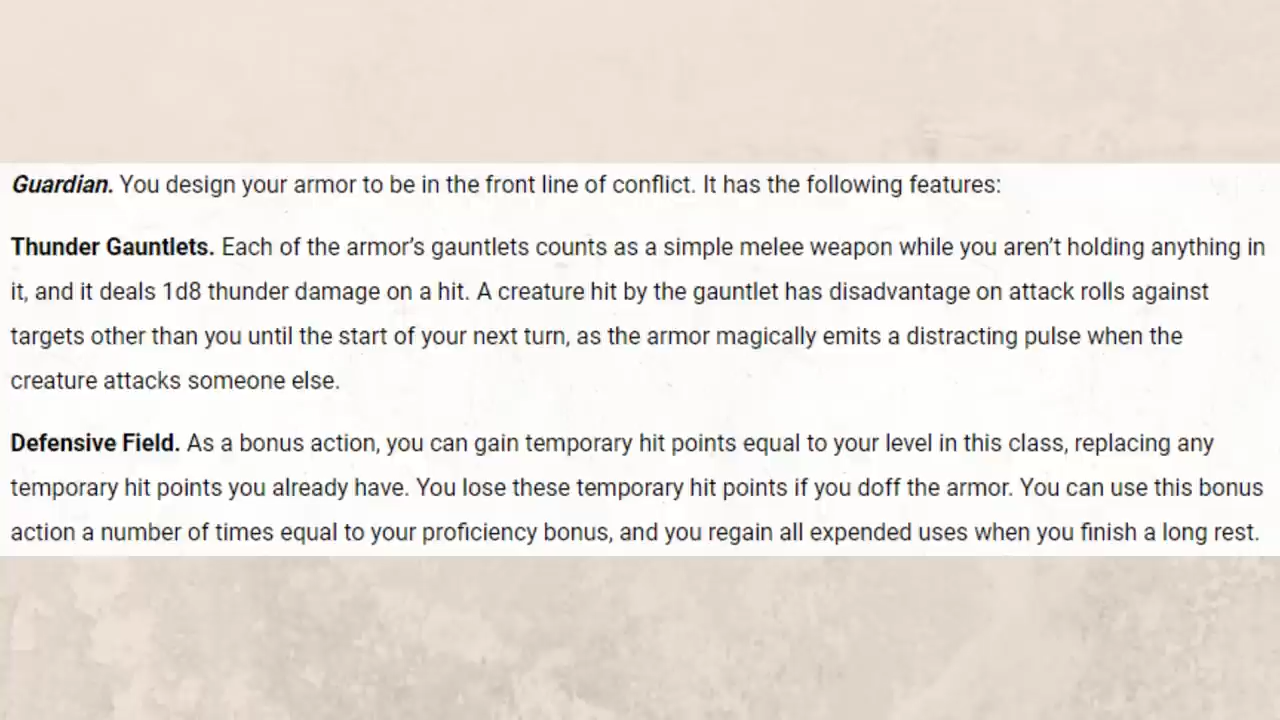 Guardian. You design your armor to be in the front line of conflict. It has the following features:
Thunder Gauntlets. Each of the armor’s gauntlets counts as a simple melee weapon while you aren’t holding anything in
it, and it deals 1d8 thunder damage on a hit. A creature hit by the gauntlet has disadvantage on attack rolls against
targets other than you until the start of your next turn, as the armor magically emits a distracting pulse when the
creature attacks someone else.
Defensive Field. As a bonus action, you can gain temporary hit points equal to your level in this class, replacing any
temporary hit points you already have. You lose these temporary hit points if you doff the armor. You can use this bonus
action a number of times equal to your proficiency bonus, and you regain all expended uses when you finish a long rest.